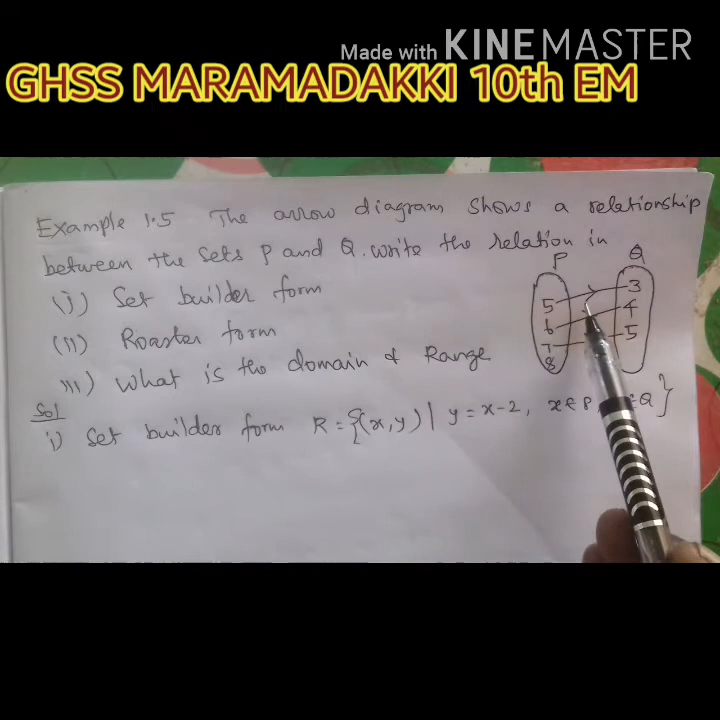 Made with KINEMASTER
GHSS MARAMADAKKI 10th EM
Example 1.5 The arrow diagram shows a relationship
between the sets P and Q. write the relation in
(i) Set builder form
(ii) Roaster form
iii) What is the domain & Range
P Q
5 3
6 4
7 5
8
Sol
i) Set builder form R = {(x, y) | y = x-2, x ∈ P ∈ Q}